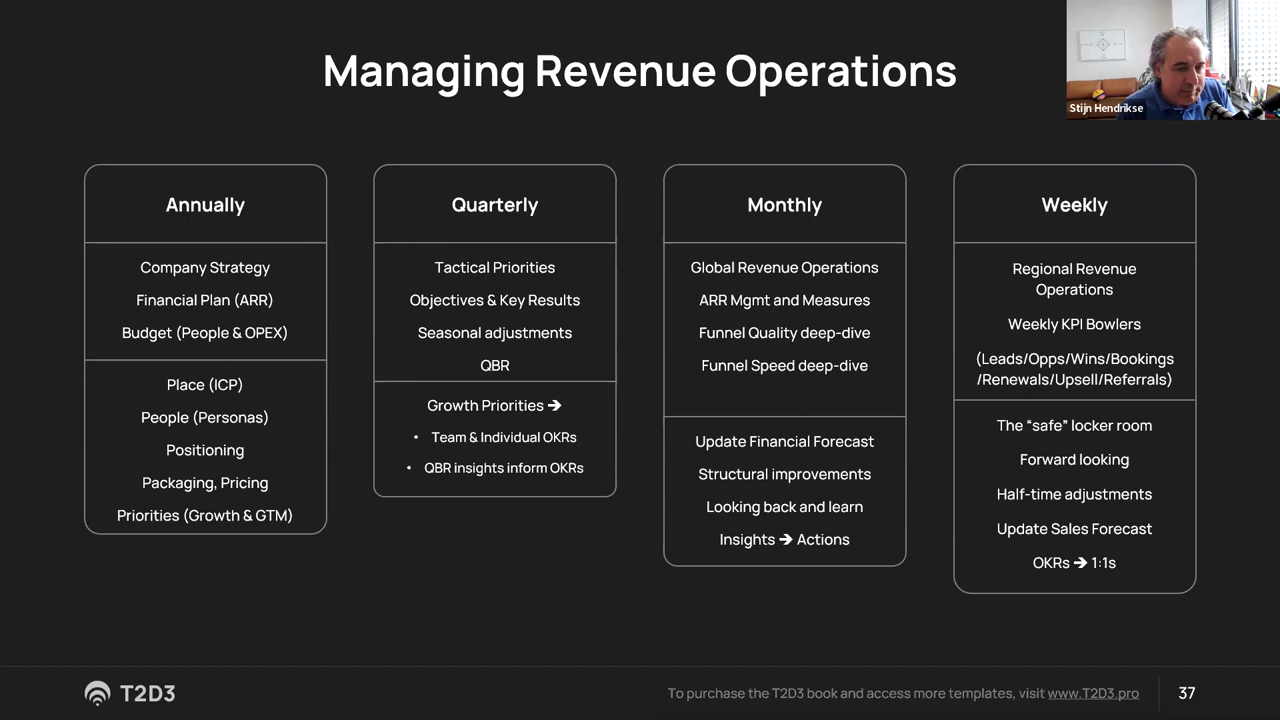 Managing Revenue Operations
Stijn Hendrikse
Annually
Company Strategy
Financial Plan (ARR)
Budget (People & OPEX)
Place (ICP)
People (Personas)
Positioning
Packaging, Pricing
Priorities (Growth & GTM)
Quarterly
Tactical Priorities
Objectives & Key Results
Seasonal adjustments
QBR
Growth Priorities ➔
• Team & Individual OKRs
• QBR insights inform OKRs
Monthly
Global Revenue Operations
ARR Mgmt and Measures
Funnel Quality deep-dive
Funnel Speed deep-dive
Update Financial Forecast
Structural improvements
Looking back and learn
Insights ➔ Actions
Weekly
Regional Revenue
Operations
Weekly KPI Bowlers
(Leads/Opps/Wins/Bookings
/Renewals/Upsell/Referrals)
The “safe” locker room
Forward looking
Half-time adjustments
Update Sales Forecast
OKRs ➔ 1:1s
T2D3
To purchase the T2D3 book and access more templates, visit www.T2D3.pro
37